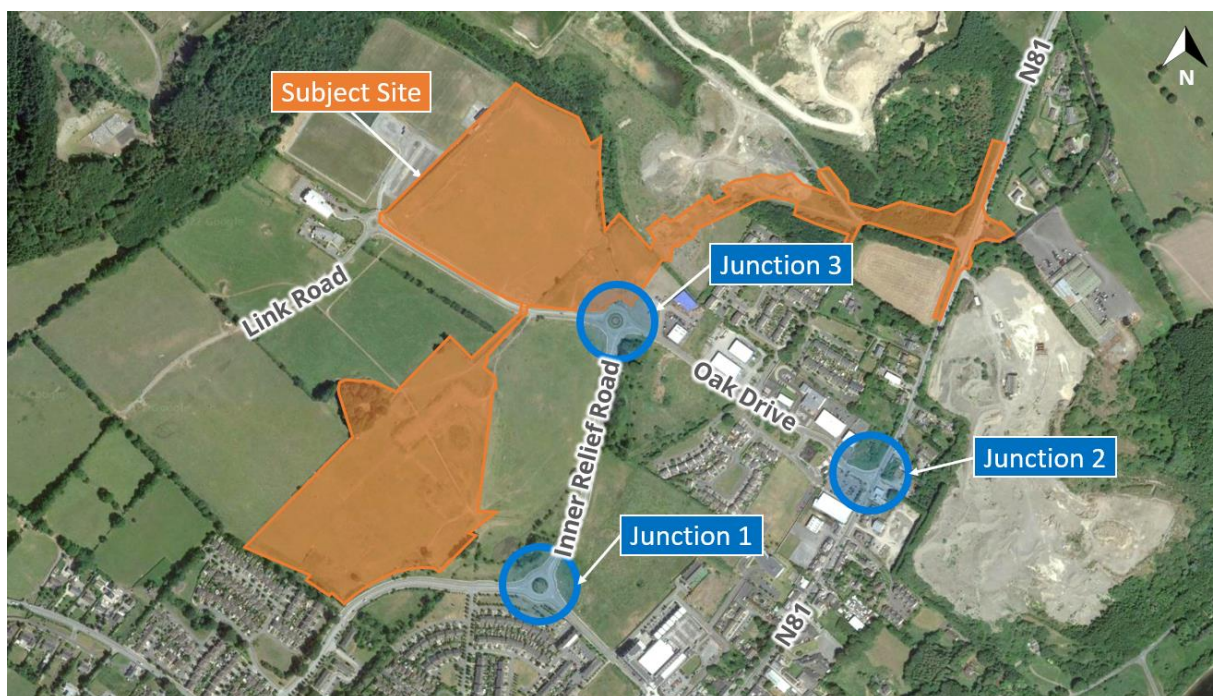 N81
N
Subject Site
Junction 3
Link Road
Oak Drive
Inner Relief Road
Junction 2
Junction 1
N81